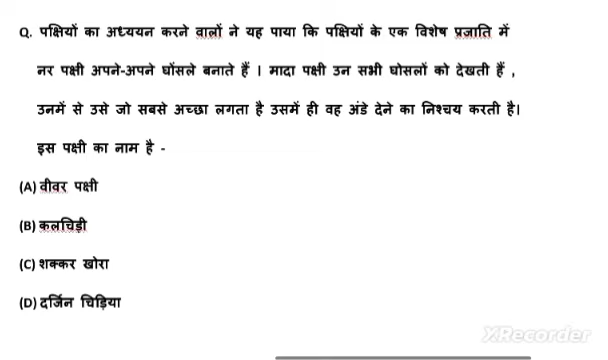 Q. पक्षियों का अध्ययन करने वालों ने यह पाया कि पक्षियों के एक विशेष प्रजाति में
नर पक्षी अपने-अपने घोंसले बनाते हैं । मादा पक्षी उन सभी घोसलों को देखती हैं ,
उनमें से उसे जो सबसे अच्छा लगता है उसमें ही वह अंडे देने का निश्चय करती है।
इस पक्षी का नाम है -
(A) वीवर पक्षी
(B) कलचिड़ी
(C) शक्कर खोरा
(D) दर्जिन चिड़िया
XRecorder